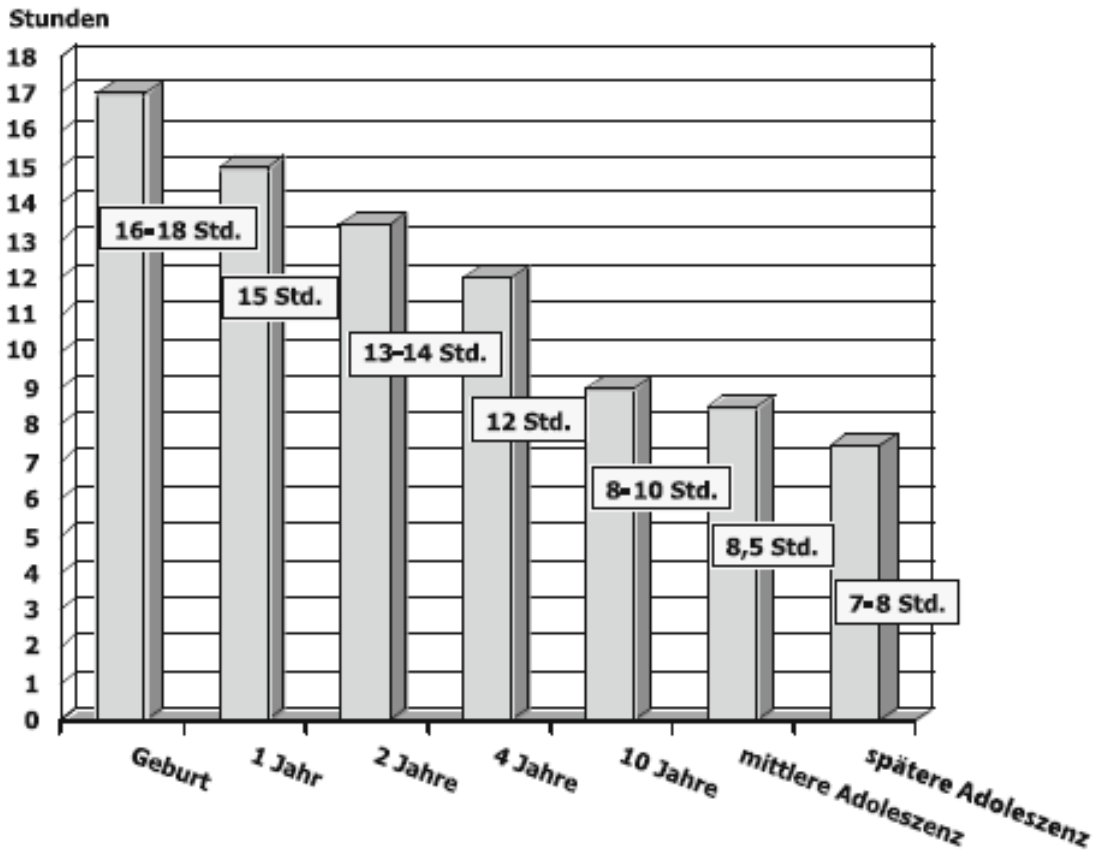 Stunden
18
17
16
15
14
13
12
11
10
9
8
7
6
5
4
3
2
1
0
16-18 Std.
15 Std.
13-14 Std.
12 Std.
8-10 Std.
8,5 Std.
7-8 Std.
Geburt
1 Jahr
2 Jahre
4 Jahre
10 Jahre
mittlere Adoleszenz
spätere Adoleszenz